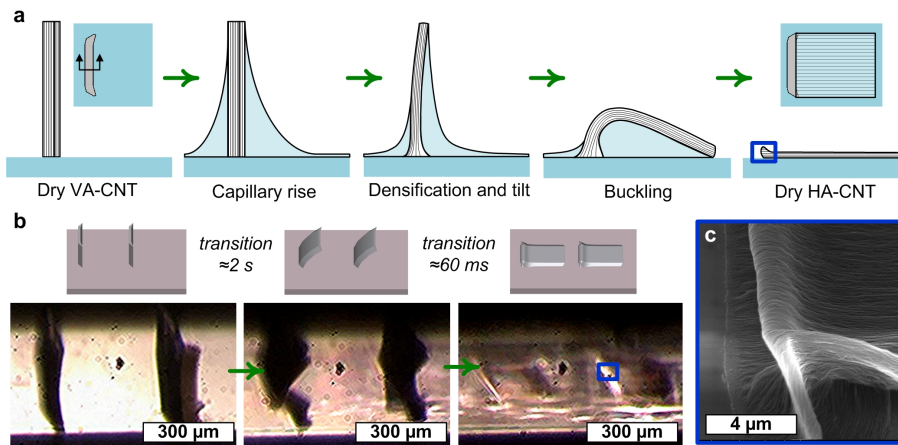 a
Dry VA-CNT
Capillary rise
Densification and tilt
Buckling
Dry HA-CNT
b
transition
≈2 s
transition
≈60 ms
300 µm
300 µm
300 µm
c
4 µm